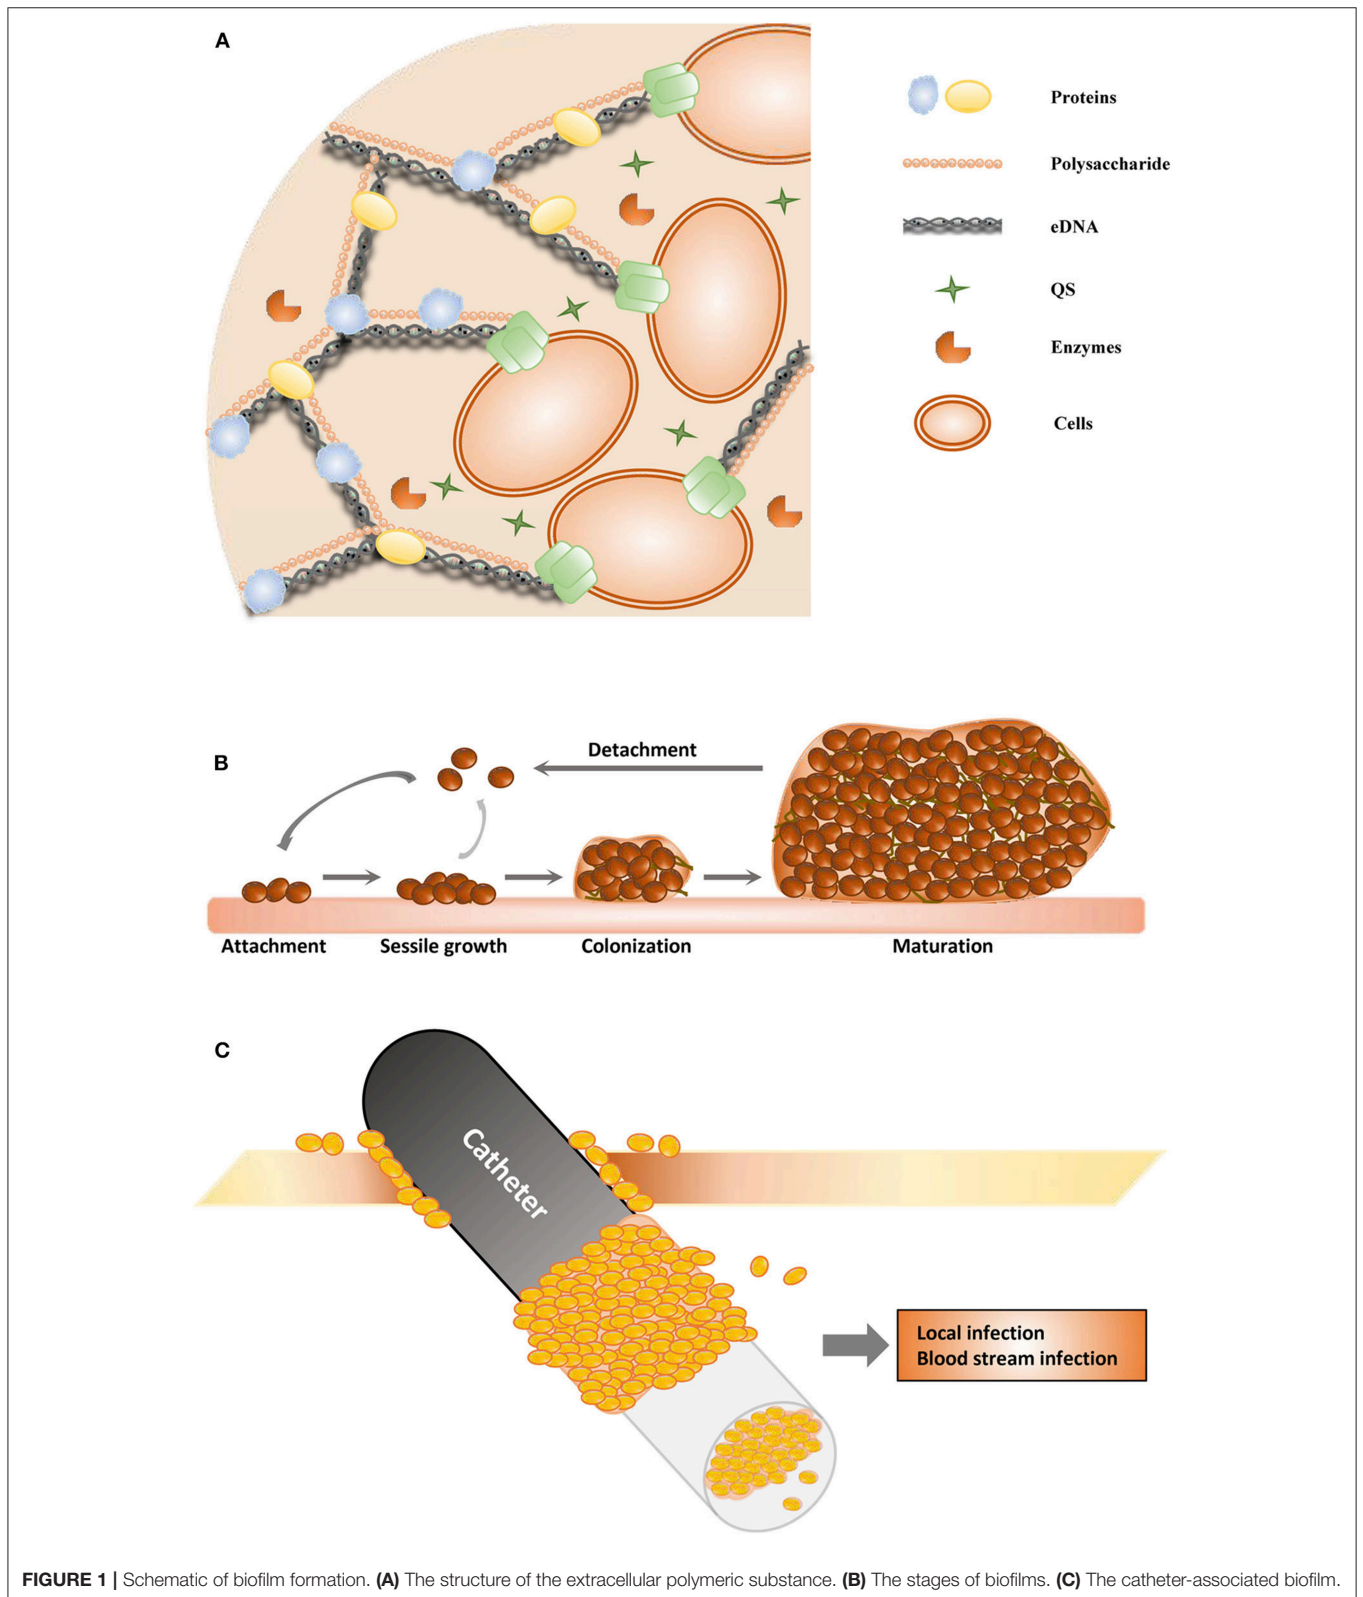 A
Proteins
Polysaccharide
eDNA
QS
Enzymes
Cells
B
Detachment
Attachment
Sessile growth
Colonization
Maturation
C
Catheter
Local infection
Blood stream infection
FIGURE 1 | Schematic of biofilm formation. (A) The structure of the extracellular polymeric substance. (B) The stages of biofilms. (C) The catheter-associated biofilm.